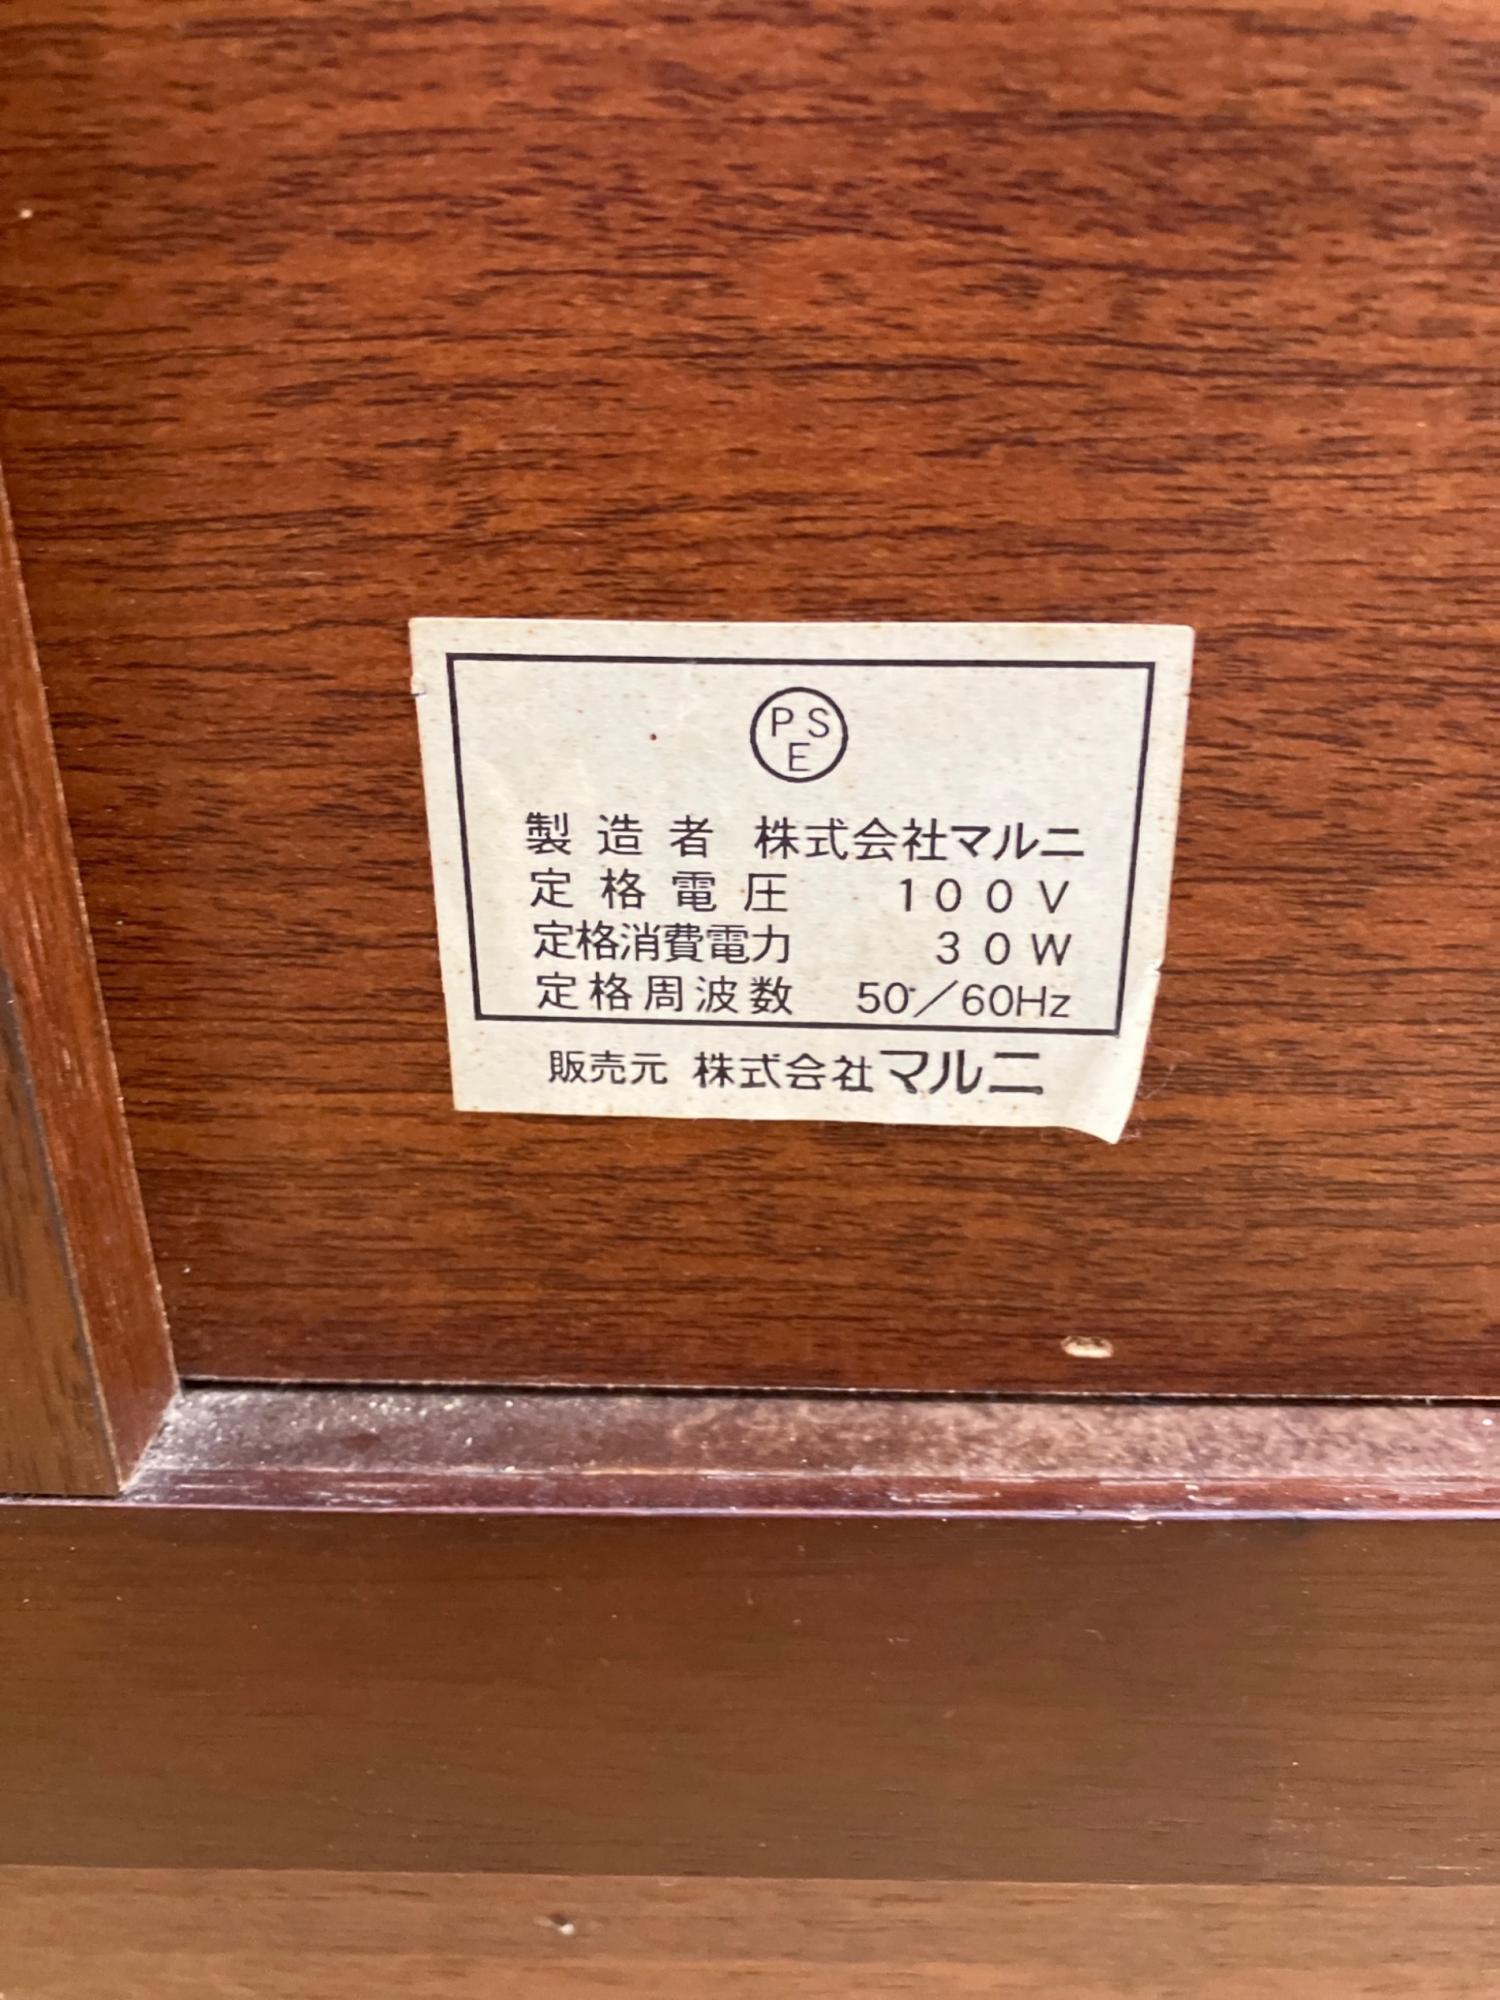 PS
E
製造者 株式会社マルニ
定格電圧 100V
定格消費電力 30W
定格周波数 50/60Hz
販売元 株式会社マルニ